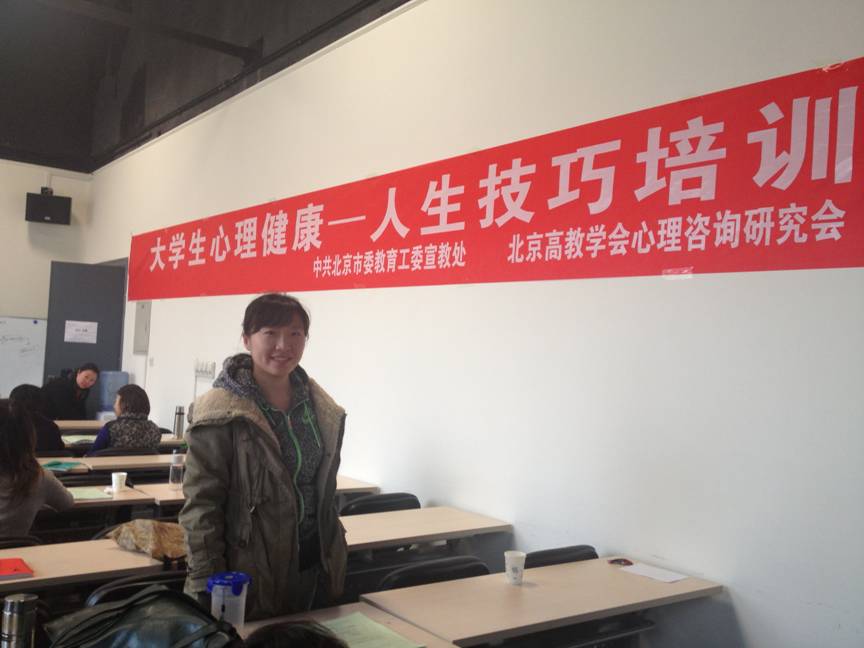 大学生心理健康—人生技巧培训
中共北京市委教育工委宣教处 北京高教学会心理咨询研究会